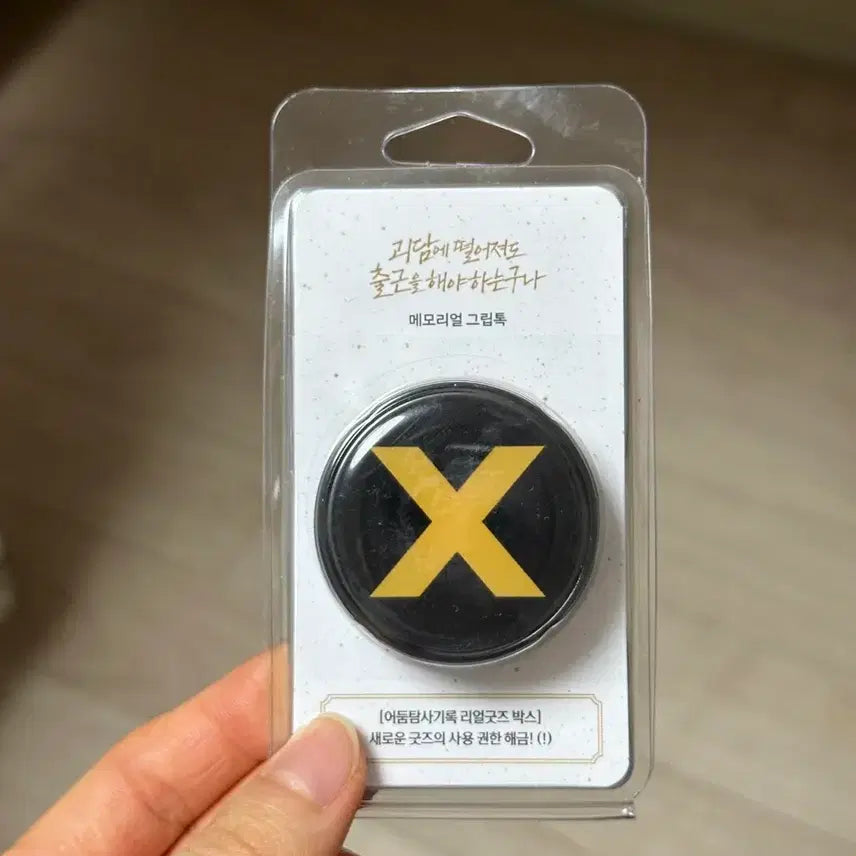 괴담에 떨어져도
출근을 해야 하는구나
메모리얼 그립톡
X
[어둠탐사기록 리얼굿즈 박스]
새로운 굿즈의 사용 권한 해금! (!)